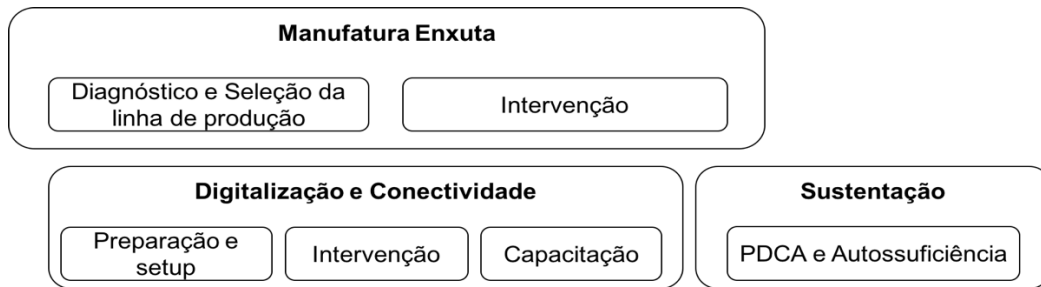 Manufatura Enxuta
Diagnóstico e Seleção da
linha de produção
Intervenção
Digitalização e Conectividade
Preparação e
setup
Intervenção
Capacitação
Sustentação
PDCA e Autossuficiência